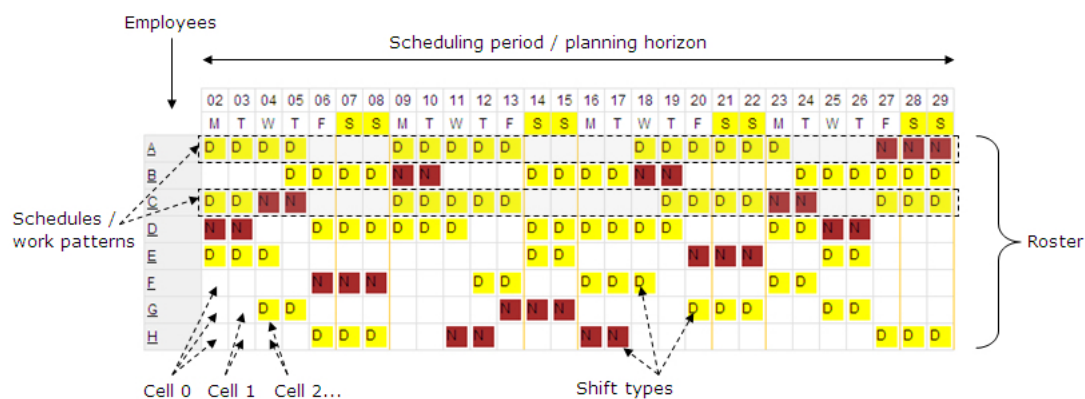 Employees
Scheduling period / planning horizon
02 03 04 05 06 07 08 09 10 11 12 13 14 15 16 17 18 19 20 21 22 23 24 25 26 27 28 29
M T W T F S S M T W T F S S M T W T F S S M T W T F S S
A D D D D D D D D D D D D D D D N N N
B D D D D N N D D D D N N D D D D D D
C D D N N D D D D D D D D D N N D D D
D N N D D D D D D D D D D D D D D N N
E D D D D D N N N D D
F N N N D D D D D D D
G D D N N N D D D D D
H D D D N N N N D D D
Schedules /
work patterns
Roster
Cell 0 Cell 1 Cell 2...
Shift types